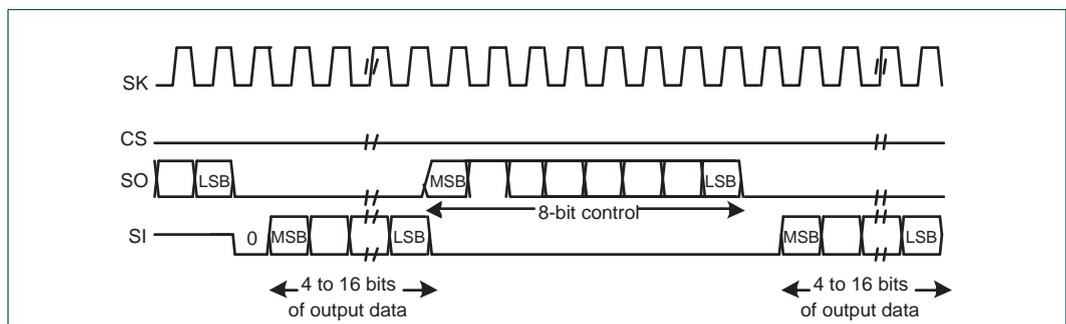 SK
CS
SO LSB MSB LSB
8-bit control
SI 0 MSB LSB MSB LSB
4 to 16 bits 4 to 16 bits
of output data of output data